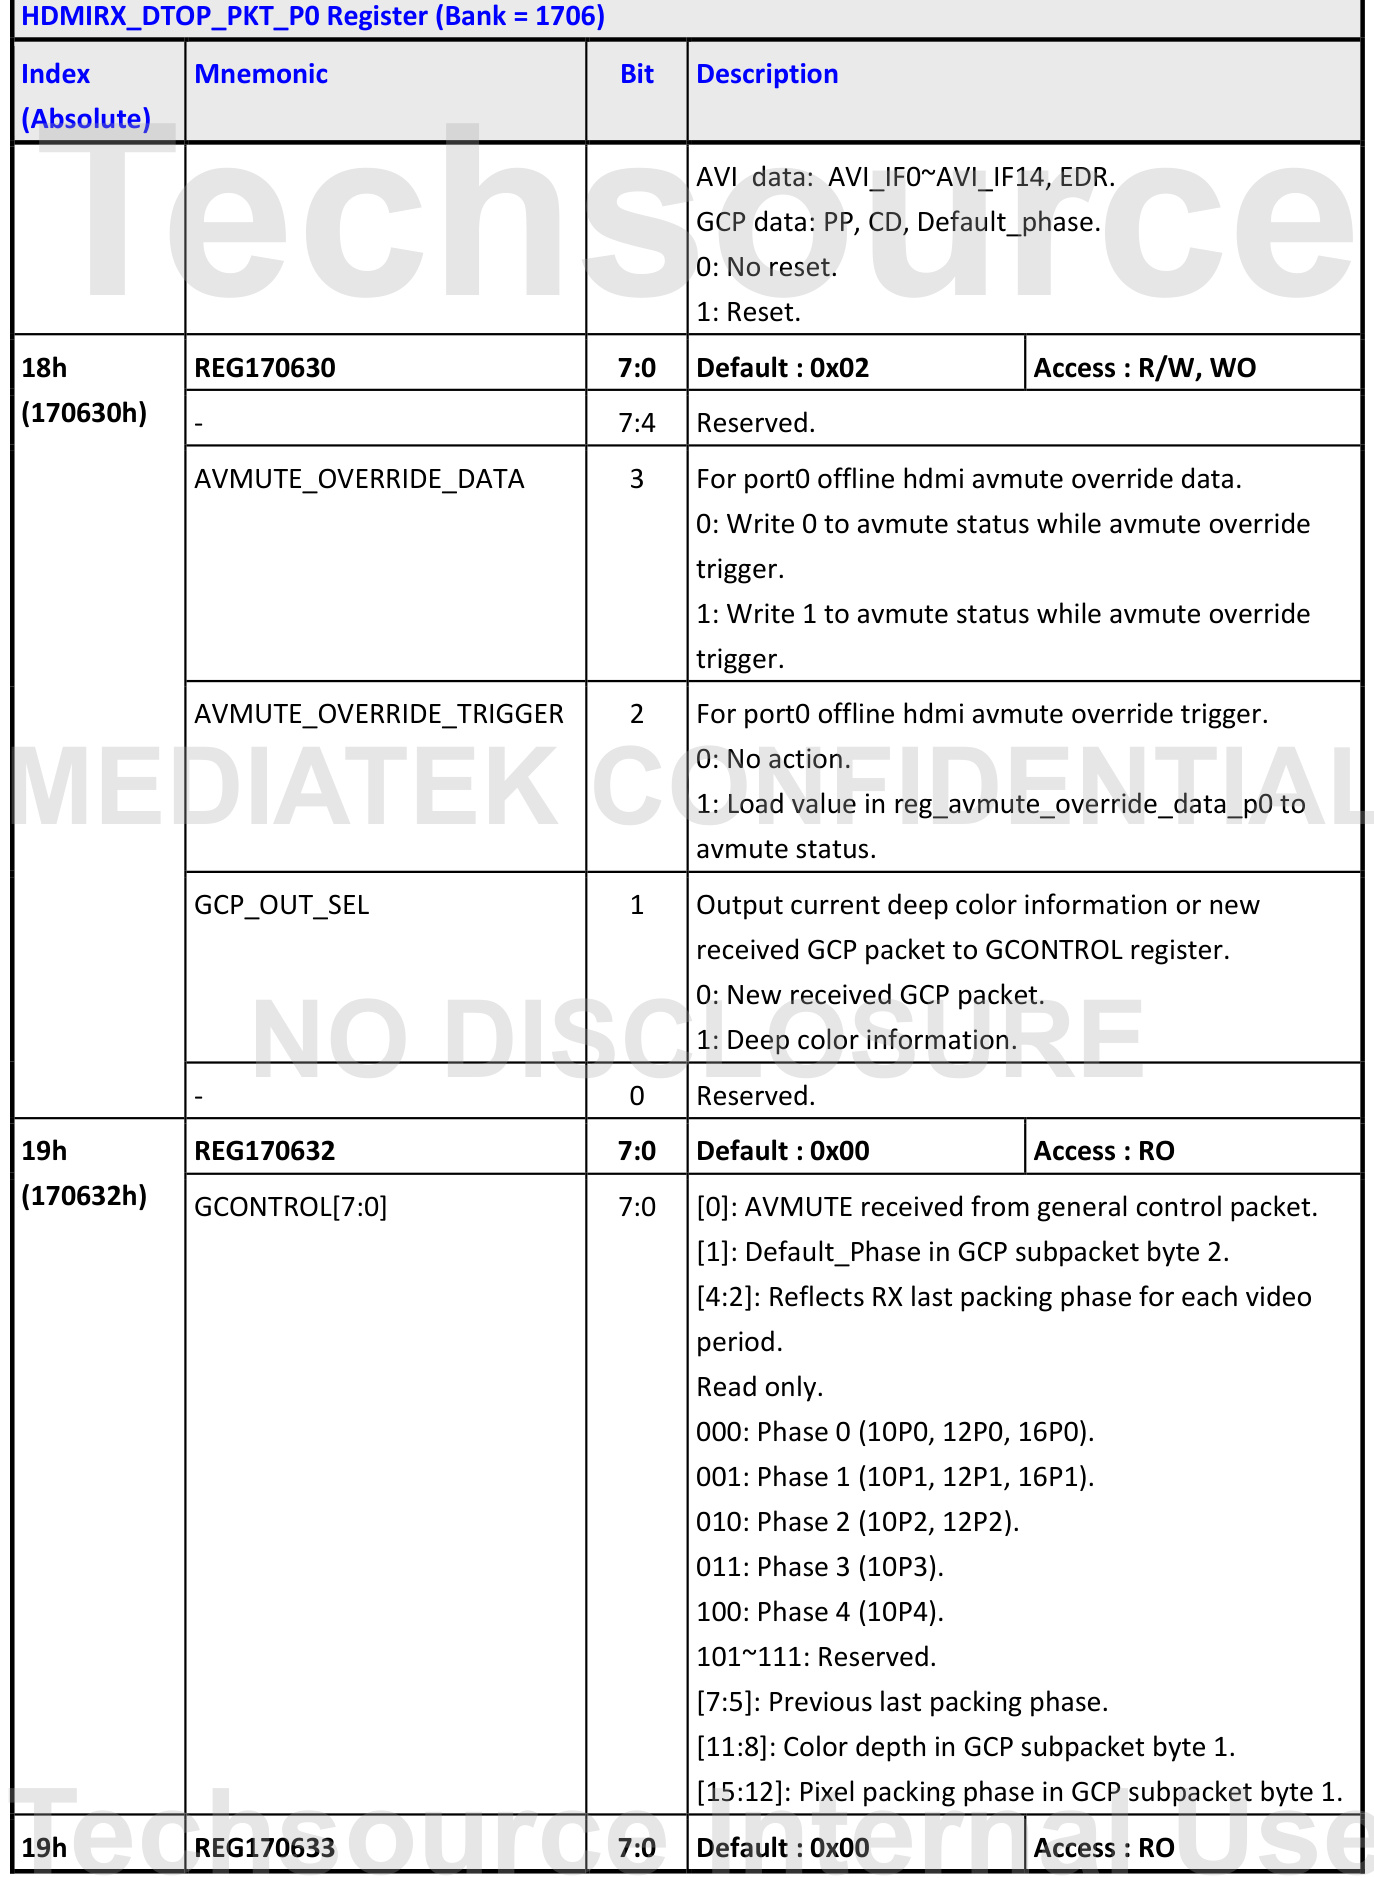 HDMIRX_DTOP_PKT_P0 Register (Bank = 1706)
Index (Absolute) Mnemonic Bit Description
AVI data: AVI_IF0~AVI_IF14, EDR.
GCP data: PP, CD, Default_phase.
0: No reset.
1: Reset.
Techsource
18h (170630h) REG170630 7:0 Default : 0x02 Access : R/W, WO
- 7:4 Reserved.
AVMUTE_OVERRIDE_DATA 3 For port0 offline hdmi avmute override data.
0: Write 0 to avmute status while avmute override
trigger.
1: Write 1 to avmute status while avmute override
trigger.
AVMUTE_OVERRIDE_TRIGGER 2 For port0 offline hdmi avmute override trigger.
0: No action.
1: Load value in reg_avmute_override_data_p0 to
avmute status.
MEDIATEK CONFIDENTIAL
GCP_OUT_SEL 1 Output current deep color information or new
received GCP packet to GCONTROL register.
0: New received GCP packet.
1: Deep color information.
NO DISCLOSURE
- 0 Reserved.
19h (170632h) REG170632 7:0 Default : 0x00 Access : RO
GCONTROL[7:0] 7:0 [0]: AVMUTE received from general control packet.
[1]: Default_Phase in GCP subpacket byte 2.
[4:2]: Reflects RX last packing phase for each video
period.
Read only.
000: Phase 0 (10P0, 12P0, 16P0).
001: Phase 1 (10P1, 12P1, 16P1).
010: Phase 2 (10P2, 12P2).
011: Phase 3 (10P3).
100: Phase 4 (10P4).
101~111: Reserved.
[7:5]: Previous last packing phase.
[11:8]: Color depth in GCP subpacket byte 1.
[15:12]: Pixel packing phase in GCP subpacket byte 1.
Techsource Internal Use
19h REG170633 7:0 Default : 0x00 Access : RO